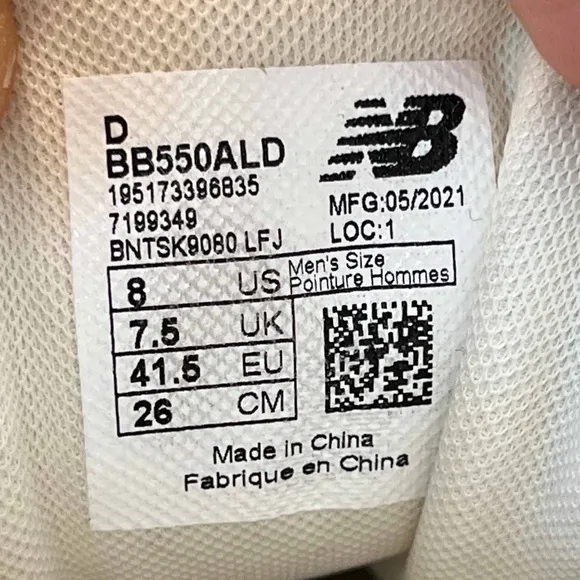 D
BB550ALD
195173396835
7199349
BNTSK9080 LFJ
NB
MFG:05/2021
LOC:1
8 US Men's Size
Pointure Hommes
7.5 UK
41.5 EU
26 CM
Made in China
Fabrique en China